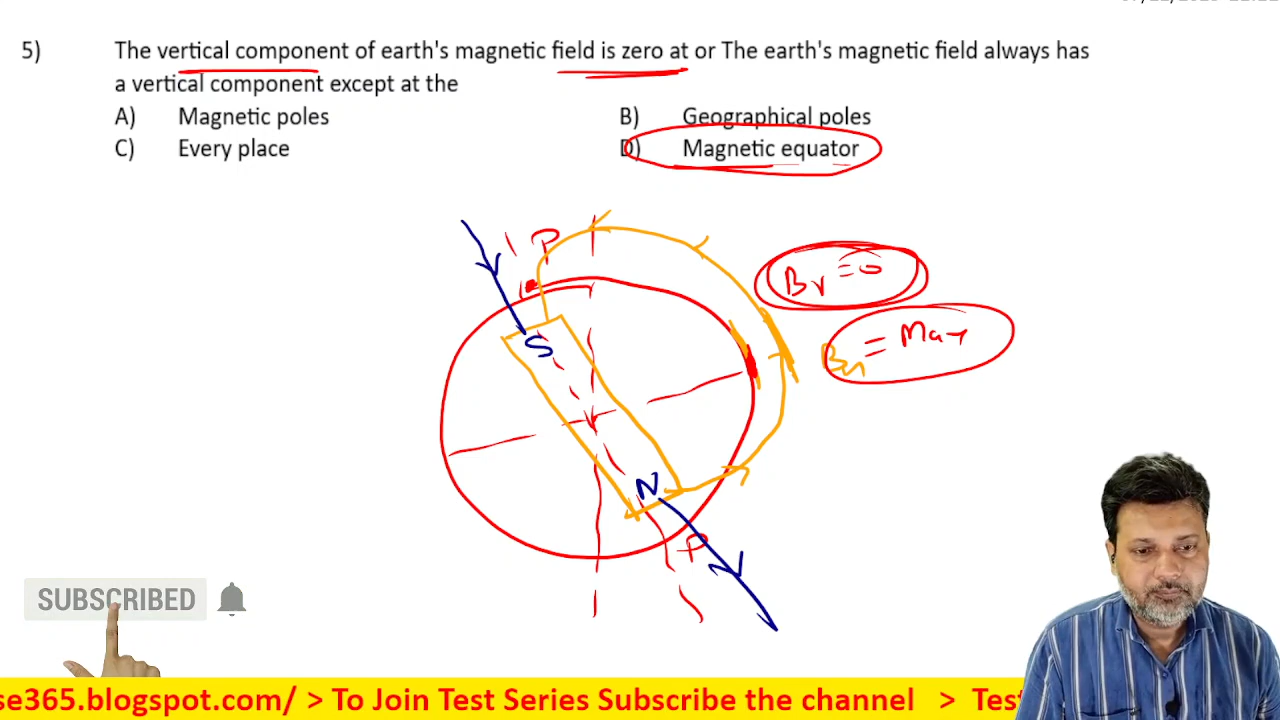 5) The vertical component of earth's magnetic field is zero at or The earth's magnetic field always has
a vertical component except at the
A) Magnetic poles B) Geographical poles
C) Every place D) Magnetic equator
P
Bv = 0
= Max
S
N
P
SUBSCRIBED
se365.blogspot.com/ > To Join Test Series Subscribe the channel > Test